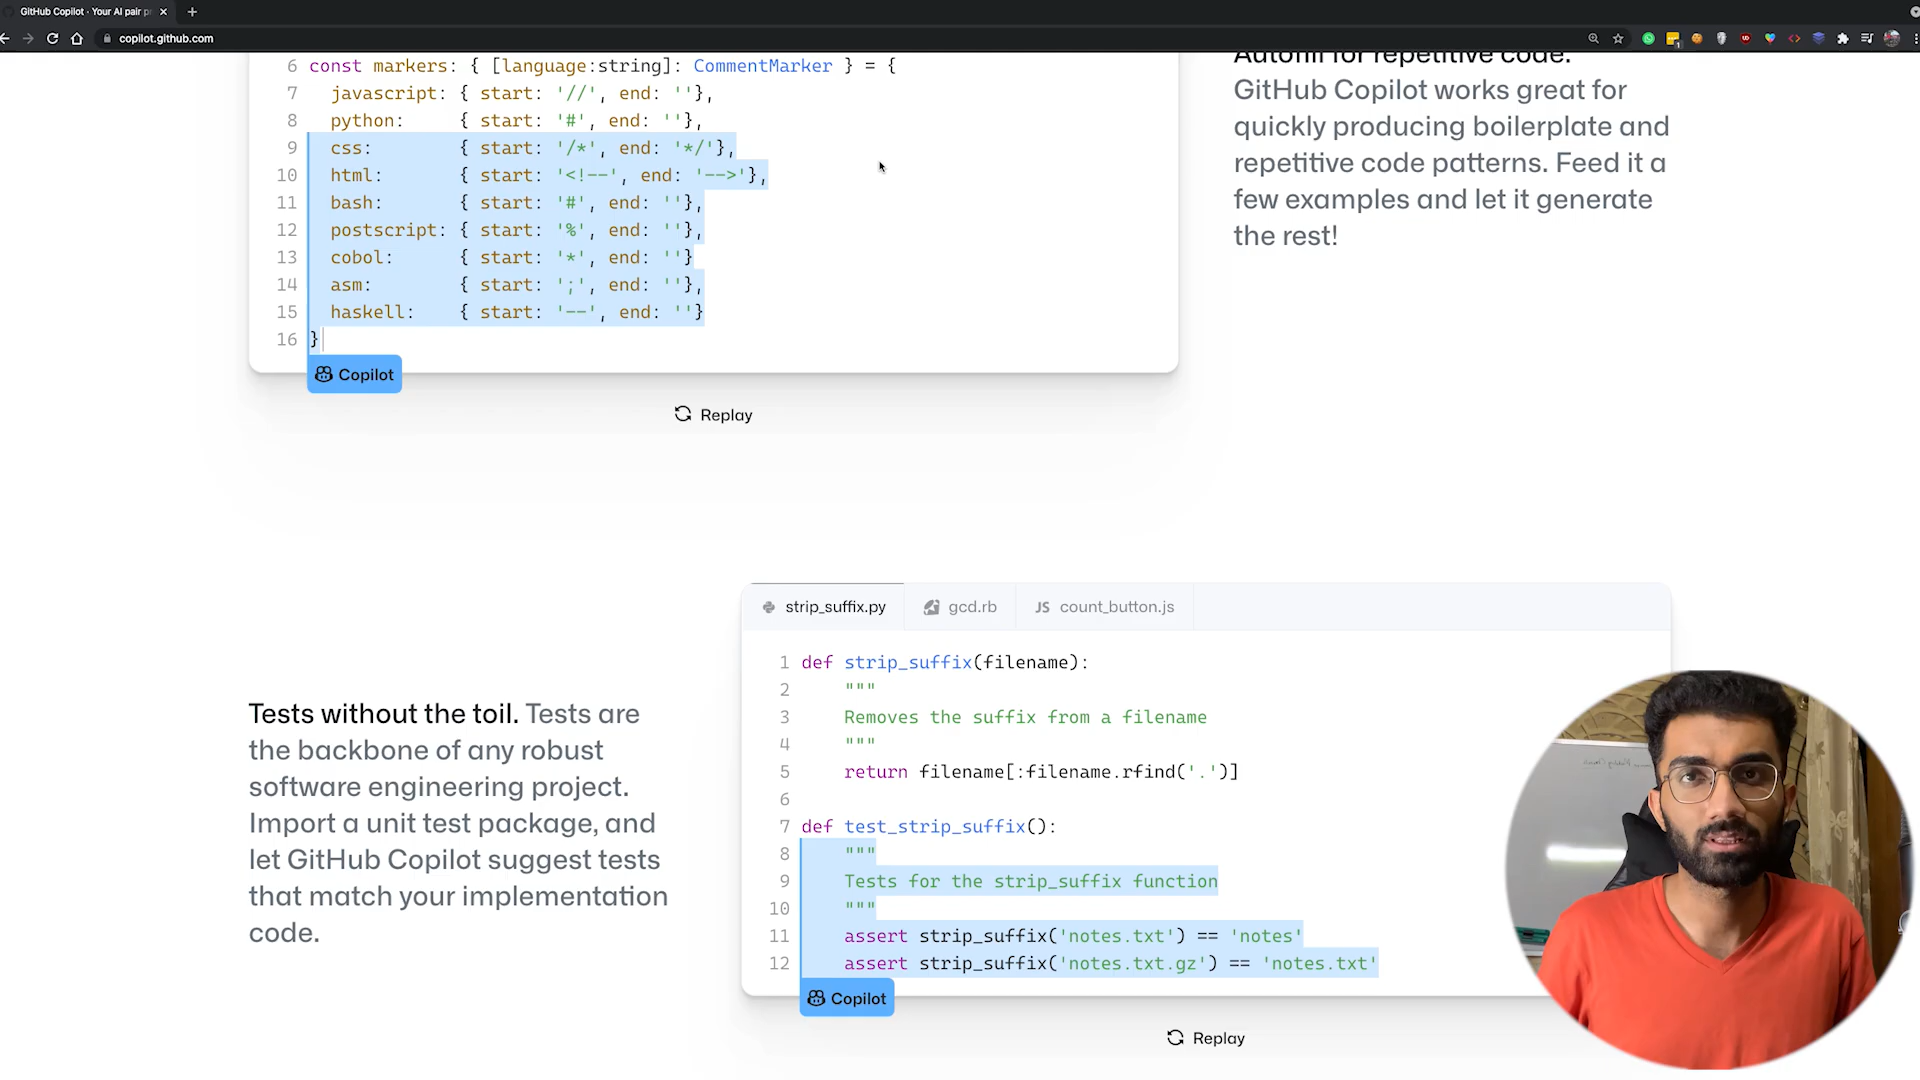 GitHub Copilot · Your AI pair pr
copilot.github.com
6 const markers: { [language:string]: CommentMarker } = {
7 javascript: { start: '//', end: ''},
8 python: { start: '#', end: ''},
9 css: { start: '/*', end: '*/'},
10 html: { start: '<!--', end: '-->'},
11 bash: { start: '#', end: ''},
12 postscript: { start: '%', end: ''},
13 cobol: { start: '*', end: ''}
14 asm: { start: ';', end: ''},
15 haskell: { start: '--', end: ''}
16 }
Copilot
Replay
Autofill for repetitive code.
GitHub Copilot works great for
quickly producing boilerplate and
repetitive code patterns. Feed it a
few examples and let it generate
the rest!
Tests without the toil. Tests are
the backbone of any robust
software engineering project.
Import a unit test package, and
let GitHub Copilot suggest tests
that match your implementation
code.
strip_suffix.py
gcd.rb
JS count_button.js
1 def strip_suffix(filename):
2 """
3 Removes the suffix from a filename
4 """
5 return filename[:filename.rfind('.')]
6
7 def test_strip_suffix():
8 """
9 Tests for the strip_suffix function
10 """
11 assert strip_suffix('notes.txt') == 'notes'
12 assert strip_suffix('notes.txt.gz') == 'notes.txt'
Copilot
Replay